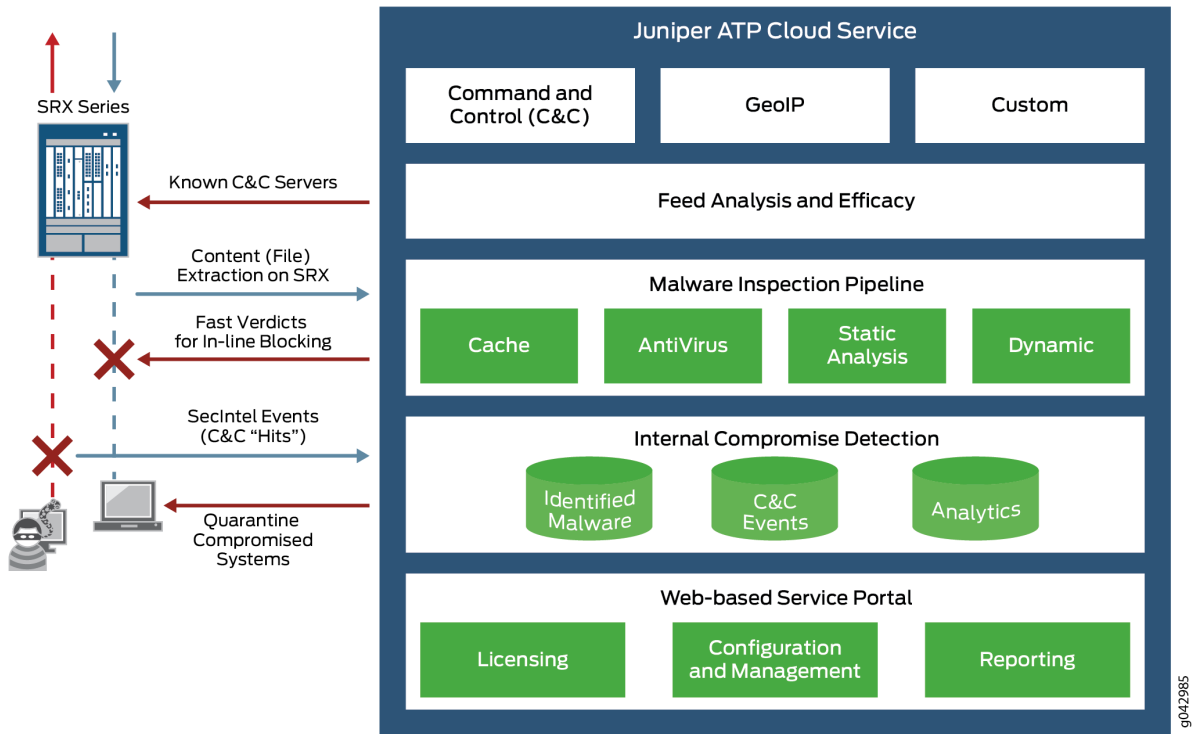 Juniper ATP Cloud Service
SRX Series
Command and
Control (C&C)
GeoIP
Custom
Known C&C Servers
Feed Analysis and Efficacy
Content (File)
Extraction on SRX
Malware Inspection Pipeline
Fast Verdicts
for In-line Blocking
Cache
AntiVirus
Static
Analysis
Dynamic
SecIntel Events
(C&C “Hits”)
Internal Compromise Detection
Identified
Malware
C&C
Events
Analytics
Quarantine
Compromised
Systems
Web-based Service Portal
Licensing
Configuration
and Management
Reporting
g042985